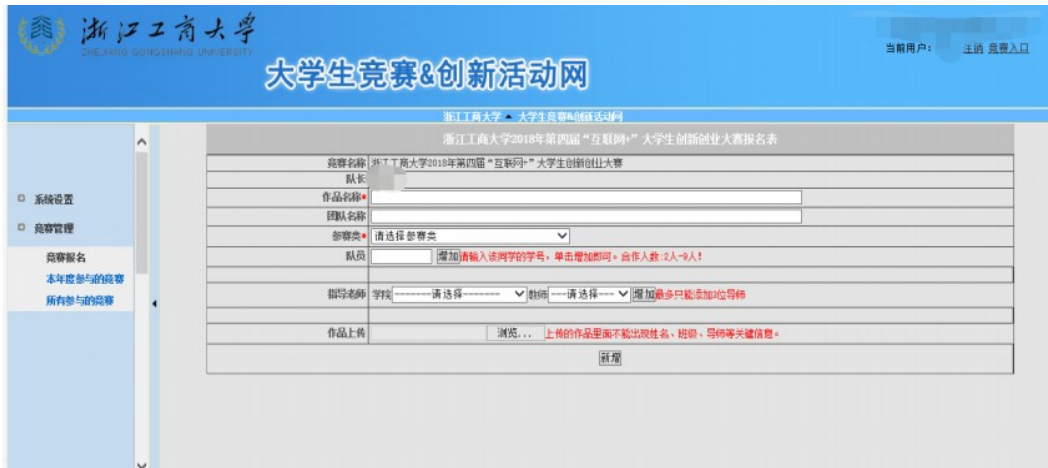 浙江工商大学
ZHEJIANG GONGSHANG UNIVERSITY
大学生竞赛&创新活动网
当前用户: 注销 竞赛入口
浙江工商大学 大学生竞赛&创新活动网
浙江工商大学2018年第四届“互联网+”大学生创新创业大赛报名表
竞赛名称 浙江工商大学2018年第四届“互联网+”大学生创新创业大赛
队长
作品名称*
团队名称
参赛类* 请选择参赛类
队员 增加 请输入该同学的学号，单击增加即可。合作人数:2人-9人!
指导老师 学院 -------请选择------- 教师 ---请选择--- 增加 最多只能添加3位导师
作品上传 浏览... 上传的作品里面不能出现姓名、班级、导师等关键信息。
新增
系统设置
竞赛管理
竞赛报名
本年度参与的竞赛
所有参与的竞赛